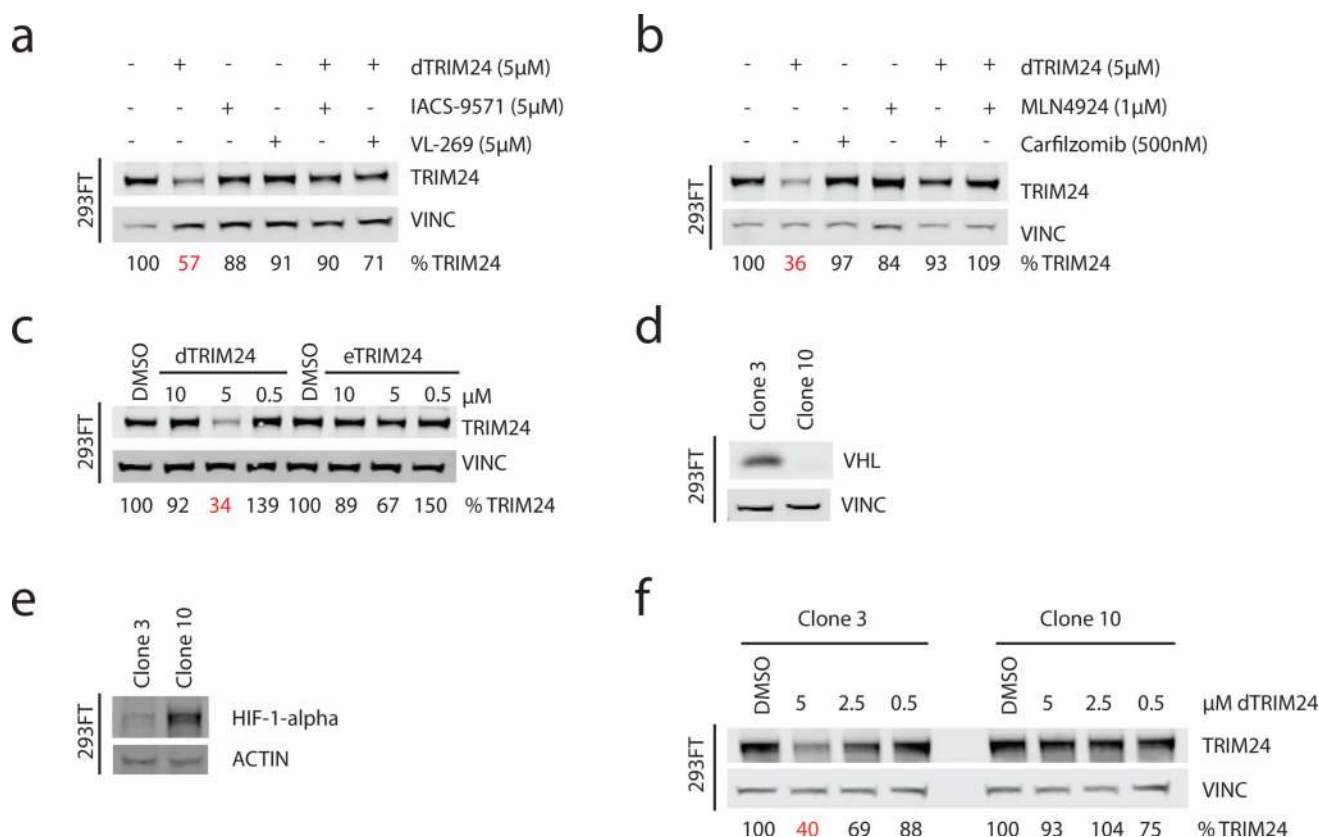 a
- + - - + + dTRIM24 (5µM)
- - + - + - IACS-9571 (5µM)
- - - + - + VL-269 (5µM)
293FT
TRIM24
VINC
100 57 88 91 90 71 % TRIM24
b
- + - - + + dTRIM24 (5µM)
- - - + - + MLN4924 (1µM)
- - + - + - Carfilzomib (500nM)
293FT
TRIM24
VINC
100 36 97 84 93 109 % TRIM24
c
DMSO dTRIM24 DMSO eTRIM24
10 5 0.5 10 5 0.5 µM
293FT
TRIM24
VINC
100 92 34 139 100 89 67 150 % TRIM24
d
Clone 3 Clone 10
293FT
VHL
VINC
e
Clone 3 Clone 10
293FT
HIF-1-alpha
ACTIN
f
Clone 3 Clone 10
DMSO 5 2.5 0.5 DMSO 5 2.5 0.5 µM dTRIM24
293FT
TRIM24
VINC
100 40 69 88 100 93 104 75 % TRIM24